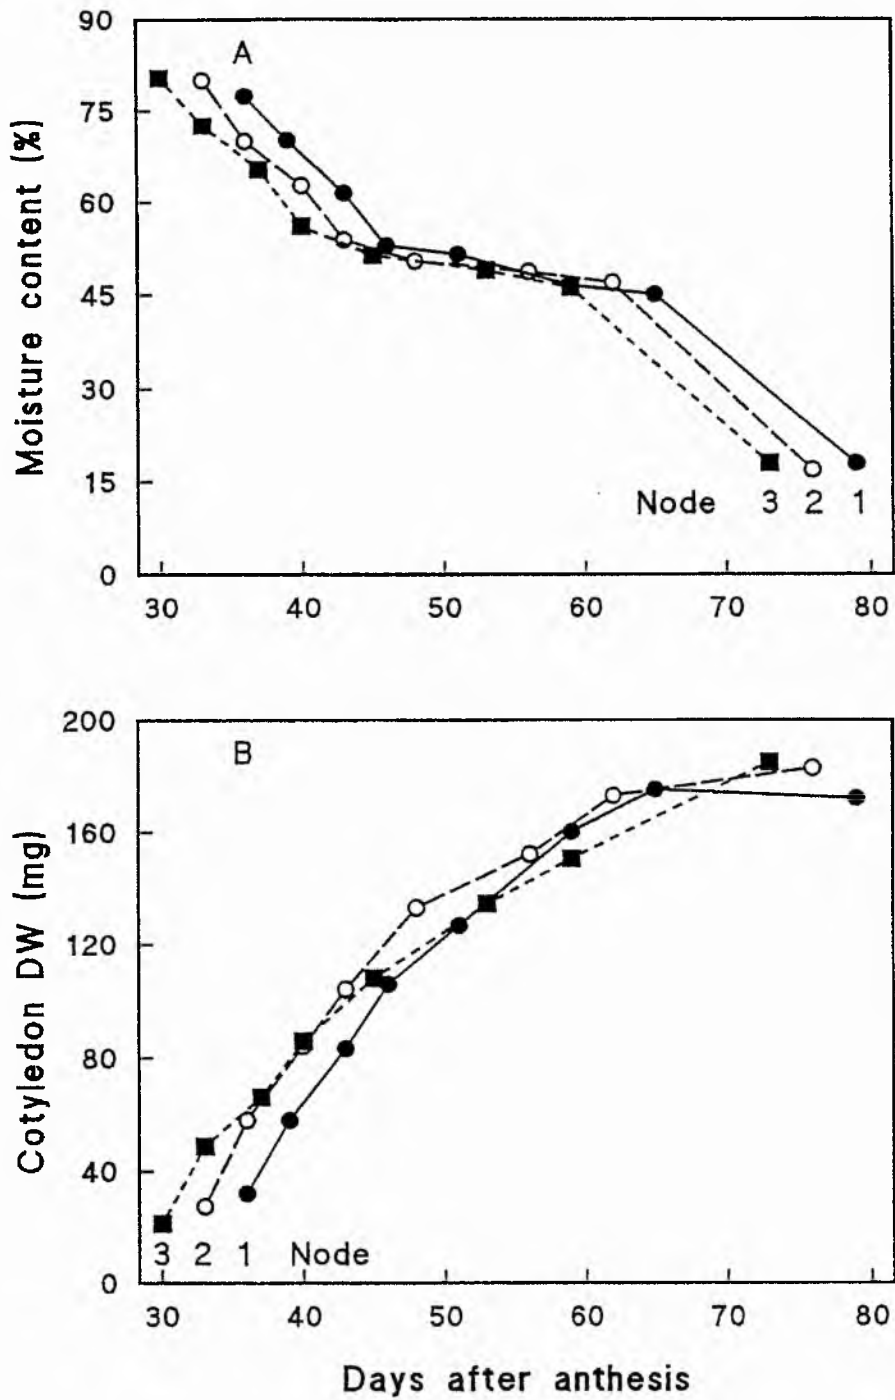 A
Moisture content (%)
90
75
60
45
30
15
0
Node 3 2 1
30 40 50 60 70 80
B
Cotyledon DW (mg)
200
160
120
80
40
0
3 2 1 Node
30 40 50 60 70 80
Days after anthesis